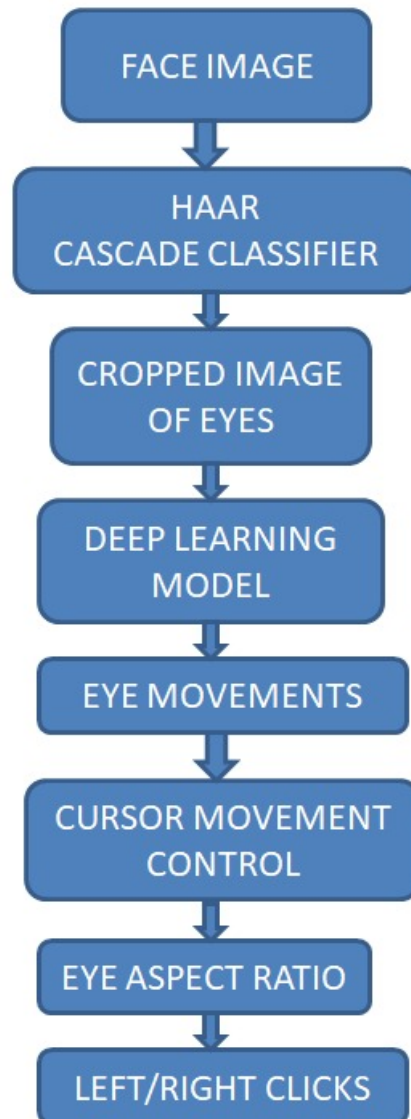 FACE IMAGE
HAAR
CASCADE CLASSIFIER
CROPPED IMAGE
OF EYES
DEEP LEARNING
MODEL
EYE MOVEMENTS
CURSOR MOVEMENT
CONTROL
EYE ASPECT RATIO
LEFT/RIGHT CLICKS